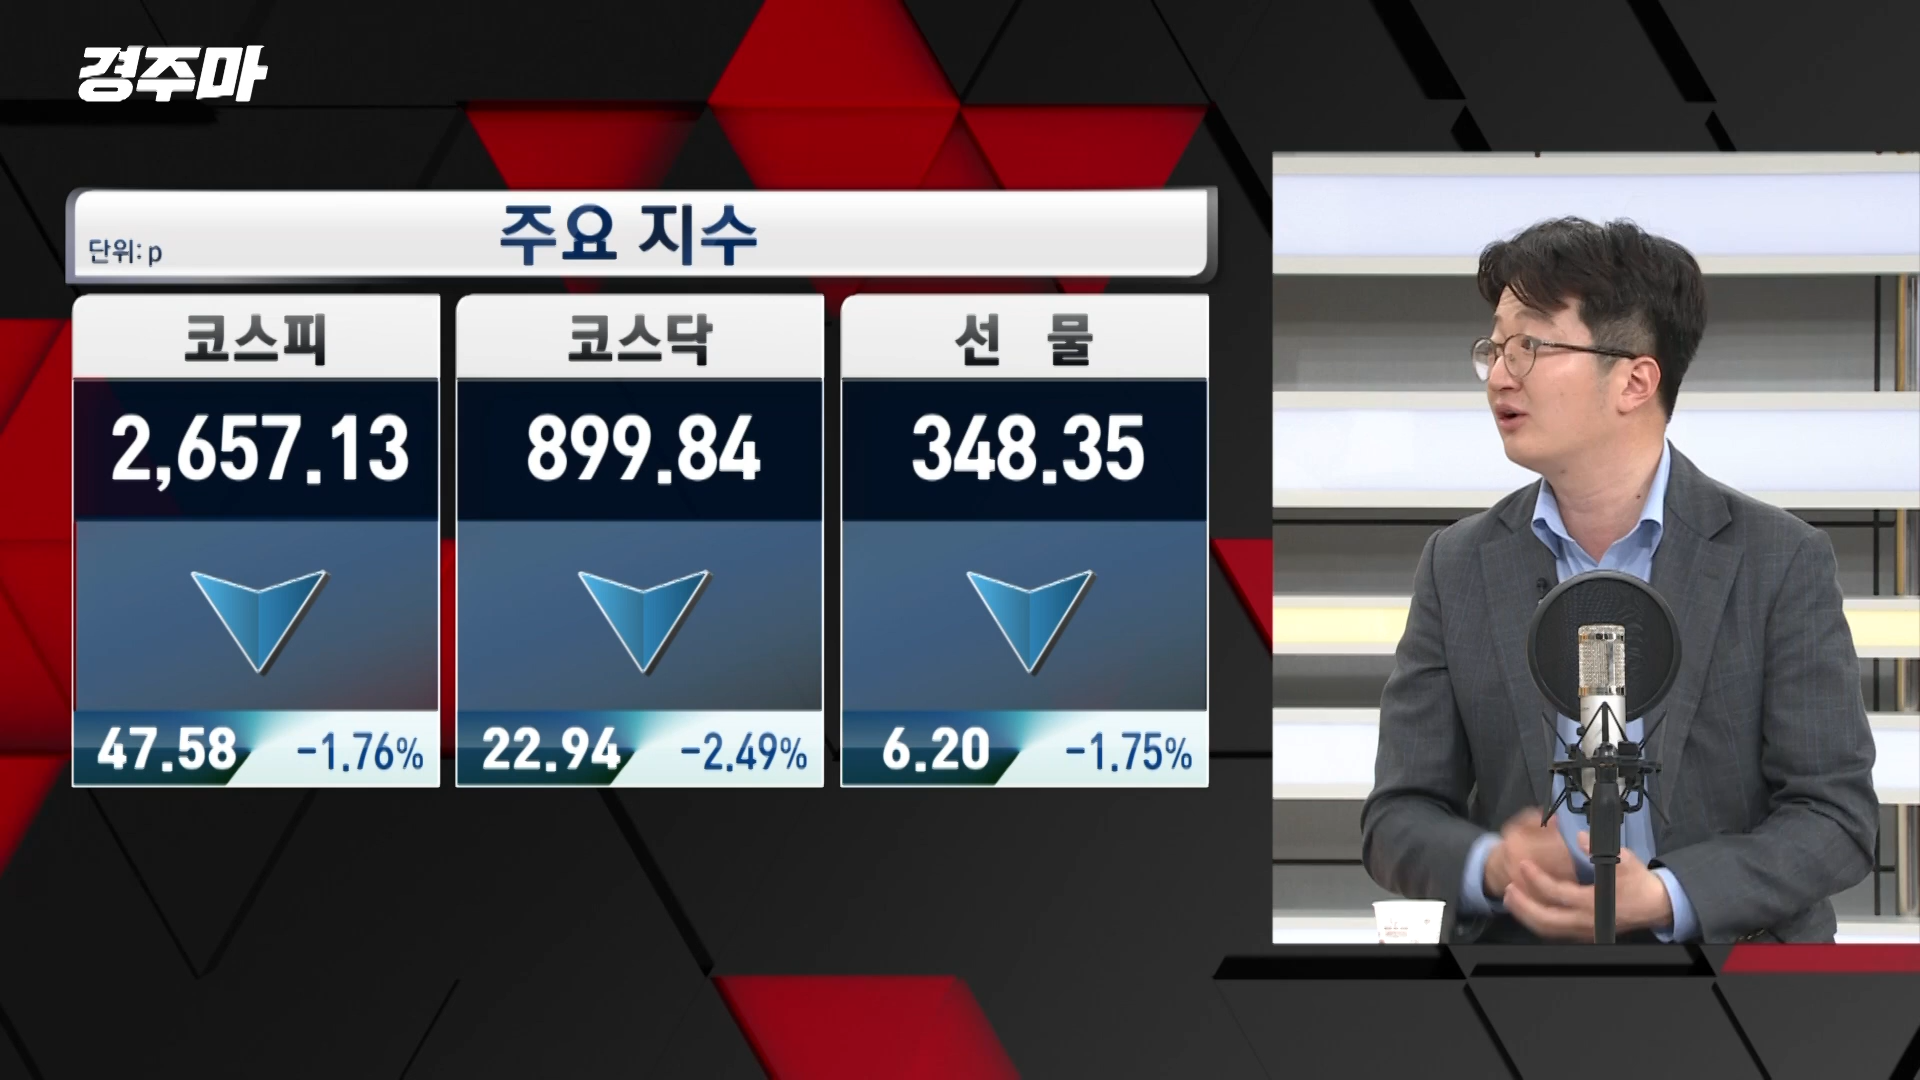 경주마
주요 지수
단위: p
코스피 코스닥 선 물
2,657.13 899.84 348.35
47.58 -1.76% 22.94 -2.49% 6.20 -1.75%